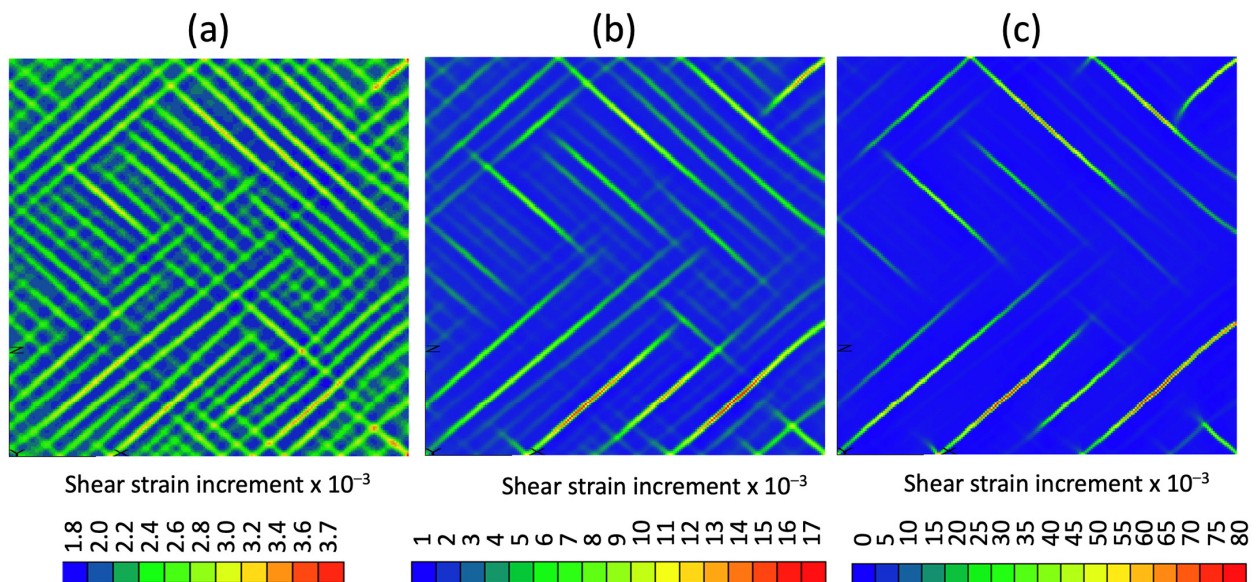 (a) (b) (c)
N N N
Y X X X
Shear strain increment x 10⁻³ Shear strain increment x 10⁻³ Shear strain increment x 10⁻³
1.8 2.0 2.2 2.4 2.6 2.8 3.0 3.2 3.4 3.6 3.7
1 2 3 4 5 6 7 8 9 10 11 12 13 14 15 16 17
0 5 10 15 20 25 30 35 40 45 50 55 60 65 70 75 80